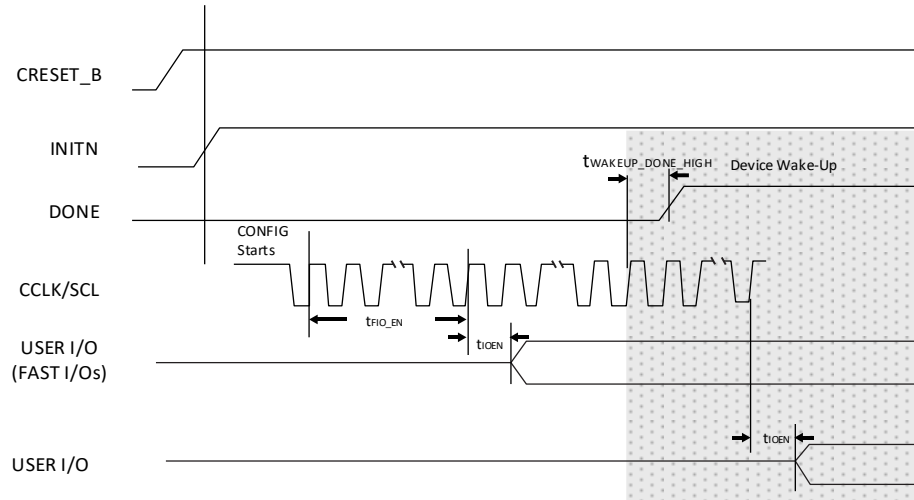 CRESET_B
INITN
tWAKEUP_DONE_HIGH
Device Wake-Up
DONE
CONFIG
Starts
CCLK/SCL
tFIO_EN
USER I/O
(FAST I/Os)
tIOEN
USER I/O
tIOEN